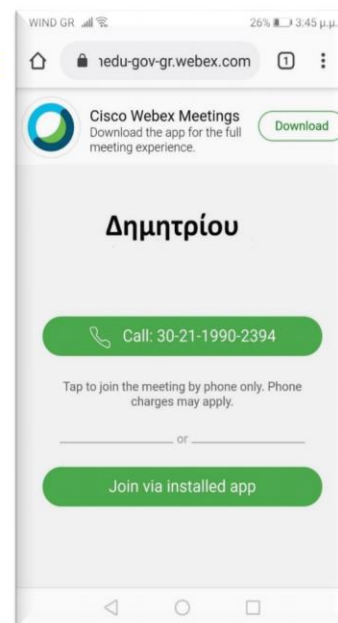 WIND GR 26% 3:45 μ.μ.
nedu-gov-gr.webex.com 1
Cisco Webex Meetings
Download the app for the full
meeting experience.
Download
Δημητρίου
Call: 30-21-1990-2394
Tap to join the meeting by phone only. Phone
charges may apply.
or
Join via installed app